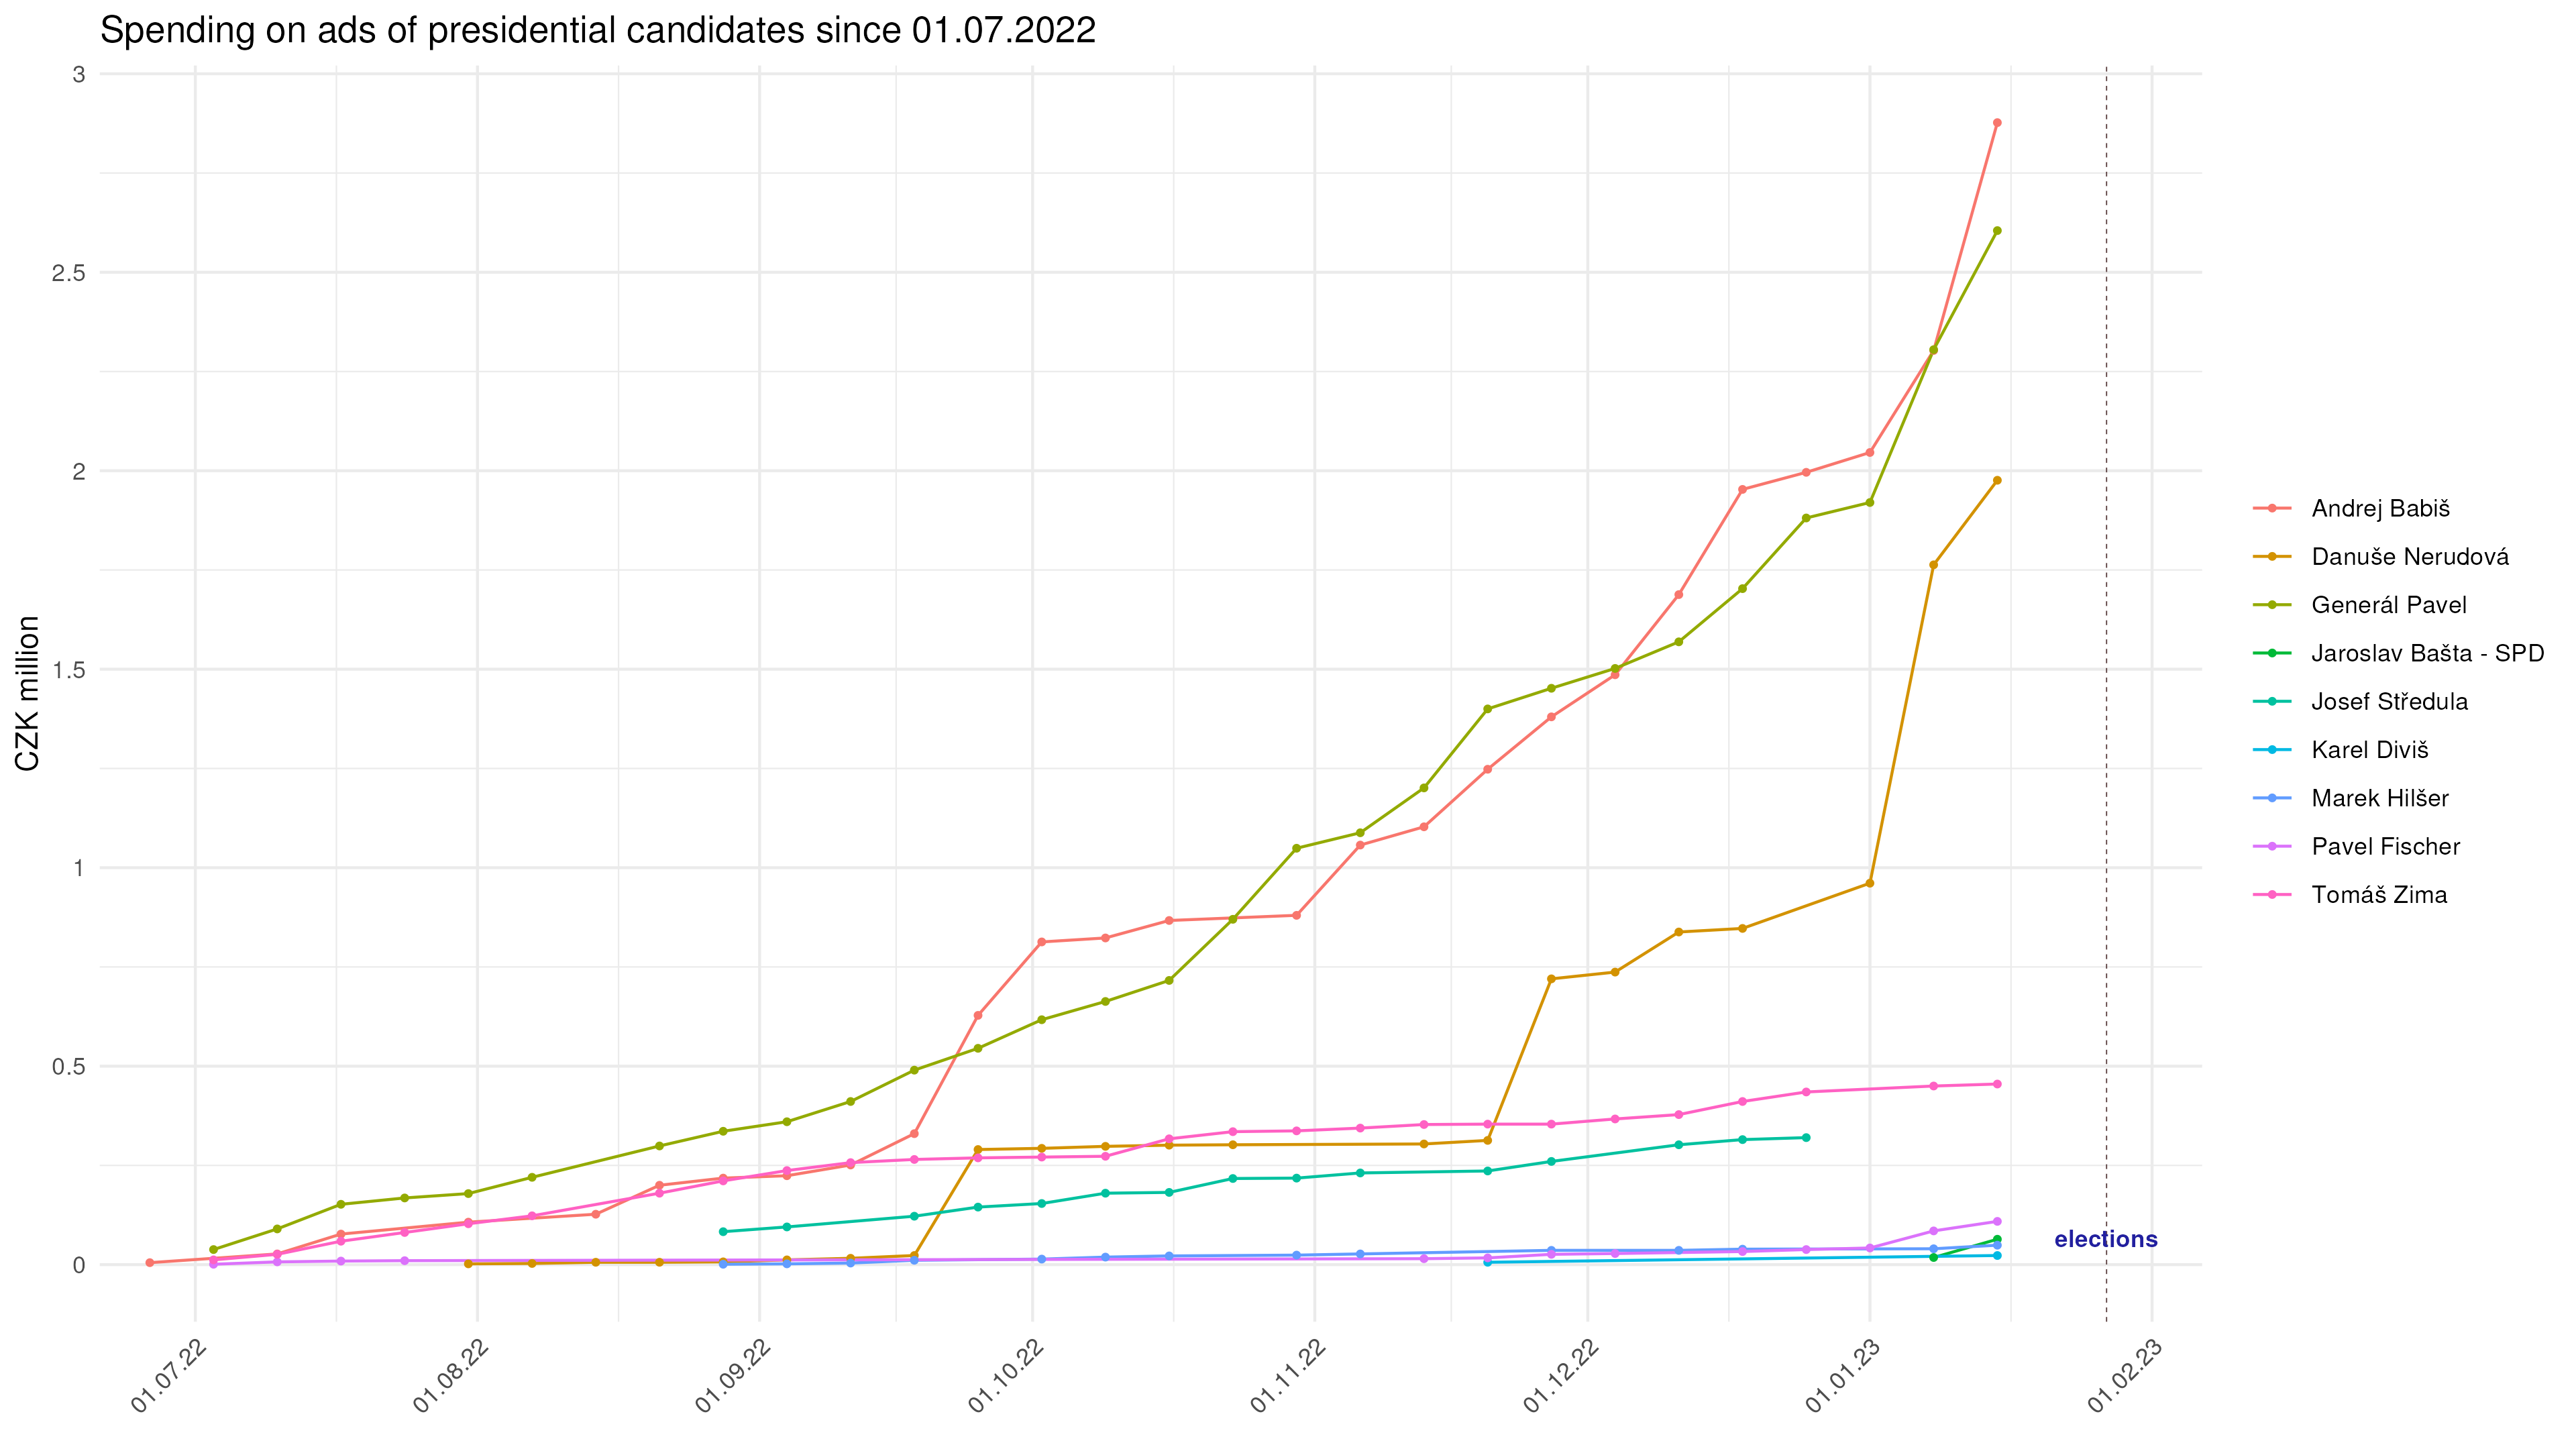 Spending on ads of presidential candidates since 01.07.2022
CZK million
3
2.5
2
1.5
1
0.5
0
elections
01.07.22
01.08.22
01.09.22
01.10.22
01.11.22
01.12.22
01.01.23
01.02.23
Andrej Babiš
Danuše Nerudová
Generál Pavel
Jaroslav Bašta - SPD
Josef Středula
Karel Diviš
Marek Hilšer
Pavel Fischer
Tomáš Zima